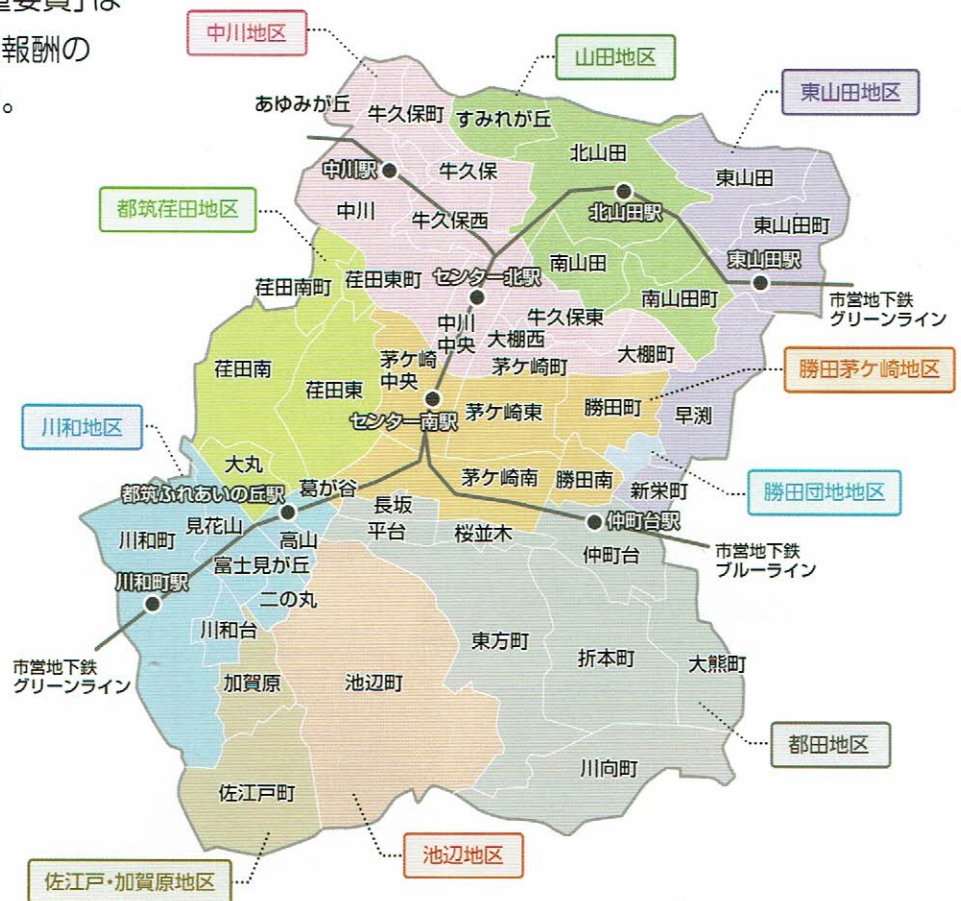 重委員」は
報酬の
。
中川地区
山田地区
東山田地区
あゆみが丘
牛久保町
すみれが丘
北山田
東山田
中川駅
牛久保
北山田駅
都筑荏田地区
中川
牛久保西
東山田町
南山田
東山田駅
荏田南町
荏田東町
センター北駅
南山田町
市営地下鉄
グリーンライン
牛久保東
中川
中央
大棚西
大棚町
茅ケ崎町
茅ケ崎
中央
荏田南
荏田東
勝田茅ケ崎地区
センター南駅
茅ケ崎東
勝田町
早渕
川和地区
大丸
茅ケ崎南
勝田南
都筑ふれあいの丘駅
葛が谷
新栄町
勝田団地地区
長坂
見花山
川和町
高山
平台
桜並木
仲町台駅
仲町台
市営地下鉄
ブルーライン
富士見が丘
川和町駅
二の丸
川和台
東方町
折本町
大熊町
市営地下鉄
グリーンライン
加賀原
池辺町
都田地区
川向町
佐江戸町
池辺地区
佐江戸・加賀原地区